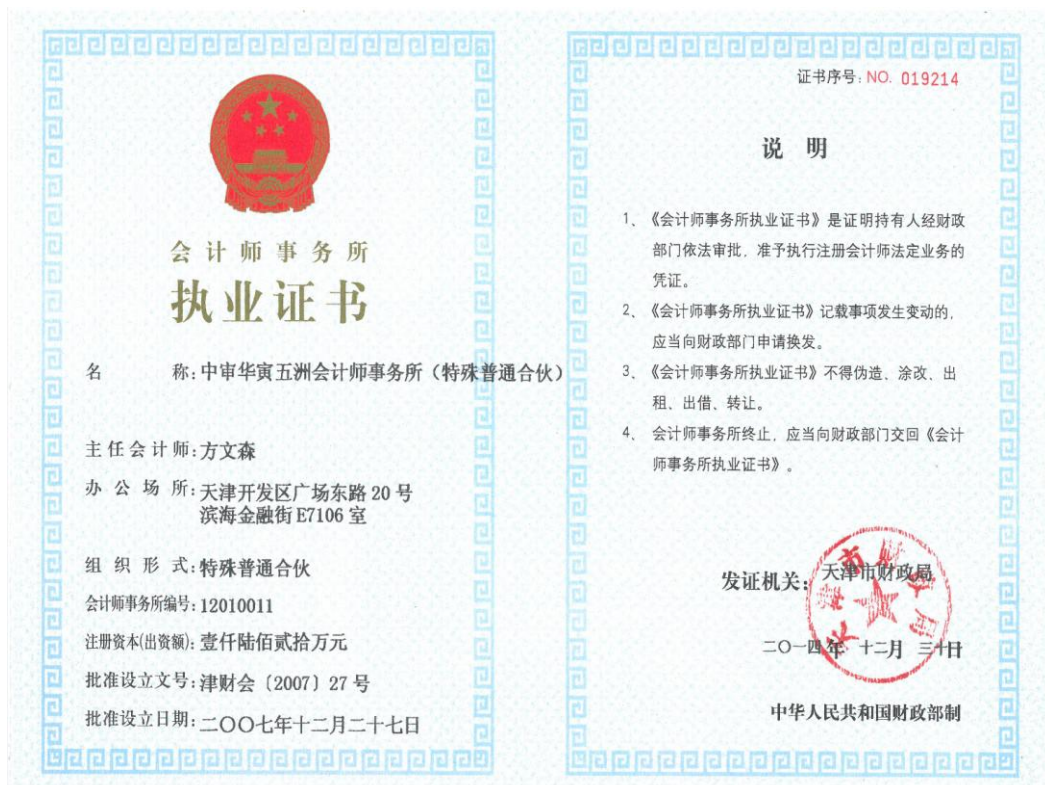 会计师事务所
执业证书
名 称:中审华寅五洲会计师事务所（特殊普通合伙）
主任会计师:方文森
办公场所:天津开发区广场东路20号
滨海金融街E7106室
组织形式:特殊普通合伙
会计师事务所编号:12010011
注册资本(出资额):壹仟陆佰贰拾万元
批准设立文号:津财会〔2007〕27号
批准设立日期:二〇〇七年十二月二十七日
证书序号:NO. 019214
说 明
1、《会计师事务所执业证书》是证明持有人经财政
部门依法审批，准予执行注册会计师法定业务的
凭证。
2、《会计师事务所执业证书》记载事项发生变动的，
应当向财政部门申请换发。
3、《会计师事务所执业证书》不得伪造、涂改、出
租、出借、转让。
4、会计师事务所终止，应当向财政部门交回《会计
师事务所执业证书》。
发证机关:天津市财政局
天津市财政局
二〇一四年 十二月 三十日
中华人民共和国财政部制